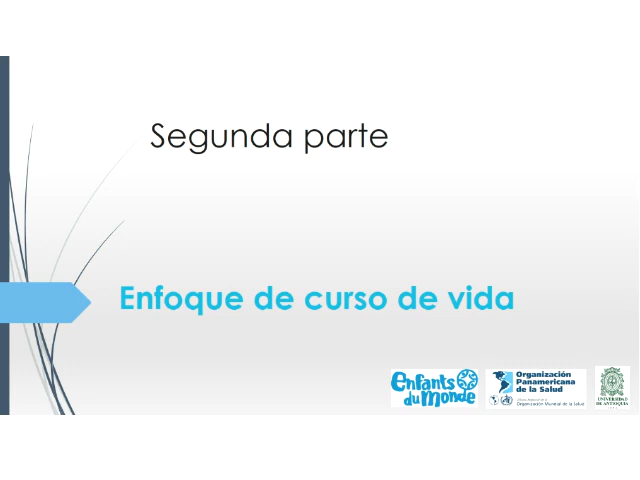 Segunda parte
Enfoque de curso de vida
Enfants
du Monde
Organización
Panamericana
de la Salud
Organización Mundial de la Salud
UNIVERSIDAD
DE ANTIOQUIA